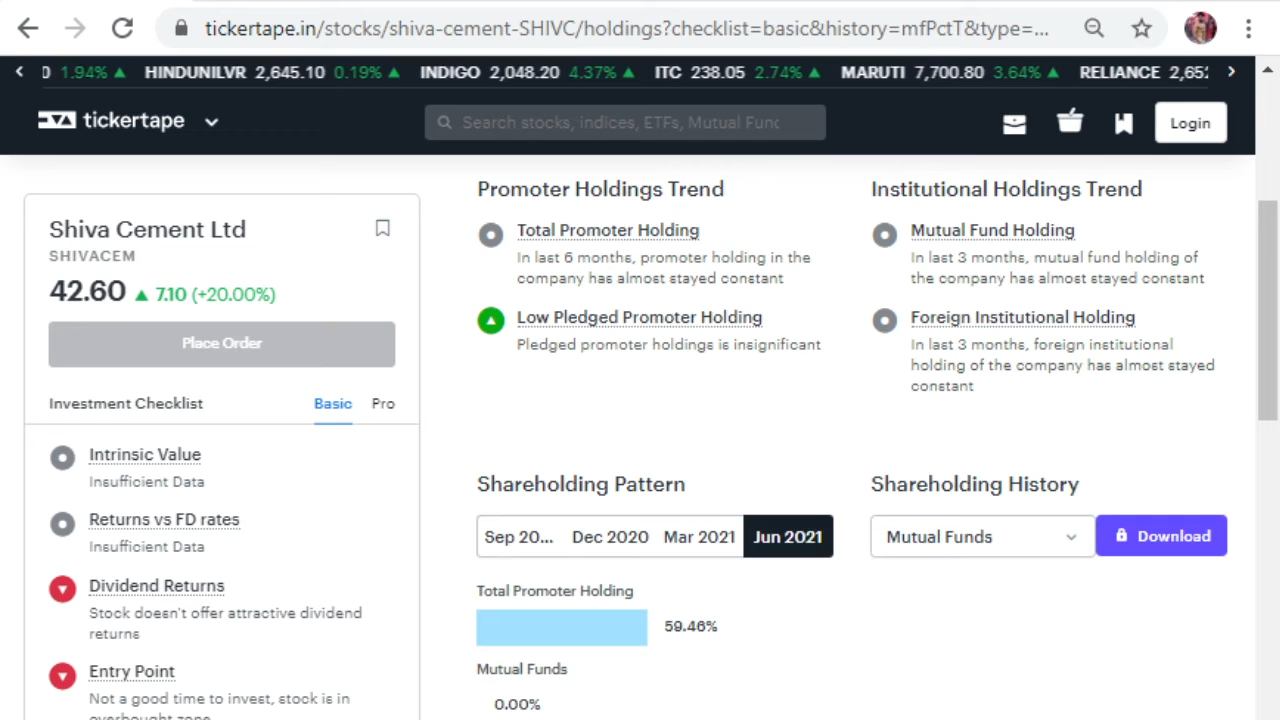 tickertape.in/stocks/shiva-cement-SHIVC/holdings?checklist=basic&history=mfPctT&type=...
0 1.94% ▲ HINDUNILVR 2,645.10 0.19% ▲ INDIGO 2,048.20 4.37% ▲ ITC 238.05 2.74% ▲ MARUTI 7,700.80 3.64% ▲ RELIANCE 2,652
tickertape
Search stocks, indices, ETFs, Mutual Func
Login
Shiva Cement Ltd
SHIVACEM
42.60 ▲ 7.10 (+20.00%)
Place Order
Investment Checklist
Basic
Pro
Intrinsic Value
Insufficient Data
Returns vs FD rates
Insufficient Data
Dividend Returns
Stock doesn't offer attractive dividend
returns
Entry Point
Not a good time to invest, stock is in
overbought zone
Promoter Holdings Trend
Total Promoter Holding
In last 6 months, promoter holding in the
company has almost stayed constant
Low Pledged Promoter Holding
Pledged promoter holdings is insignificant
Institutional Holdings Trend
Mutual Fund Holding
In last 3 months, mutual fund holding of
the company has almost stayed constant
Foreign Institutional Holding
In last 3 months, foreign institutional
holding of the company has almost stayed
constant
Shareholding Pattern
Sep 20... Dec 2020 Mar 2021 Jun 2021
Total Promoter Holding
59.46%
Mutual Funds
0.00%
Shareholding History
Mutual Funds
Download